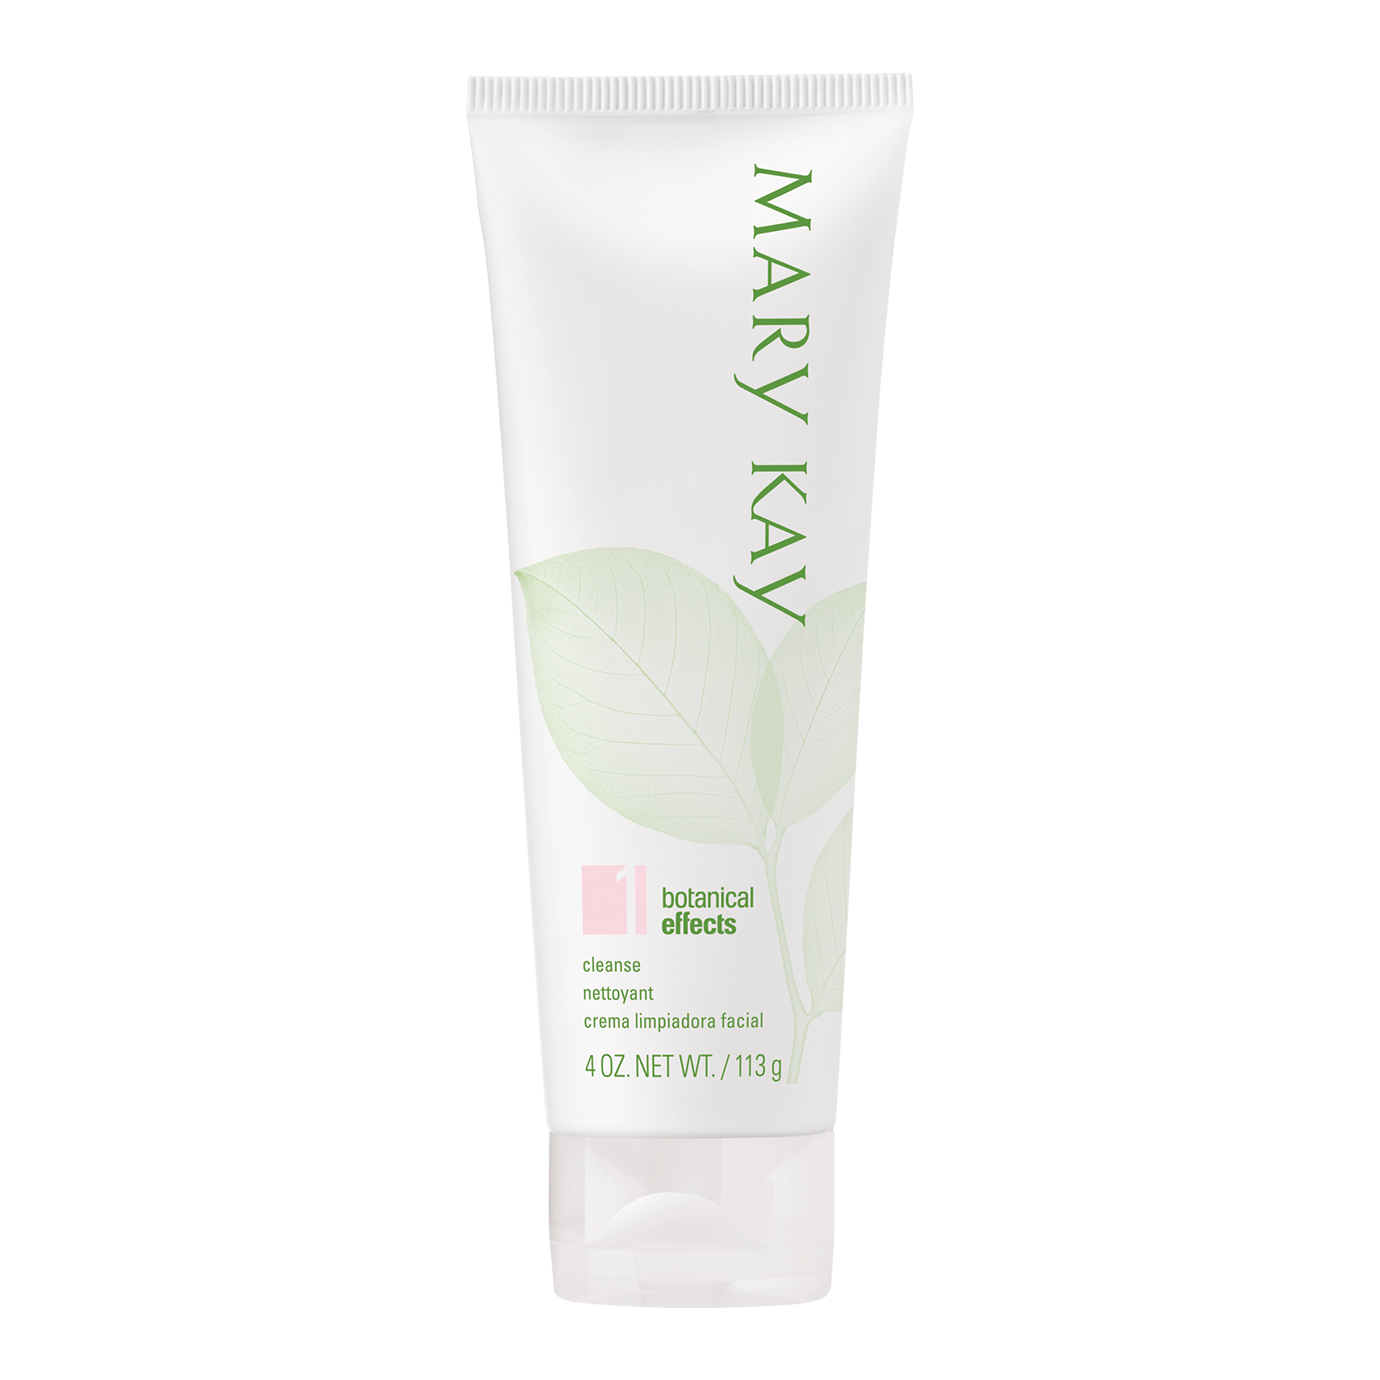 MARY KAY
1
botanical
effects
cleanse
nettoyant
crema limpiadora facial
4 OZ. NET WT. / 113 g